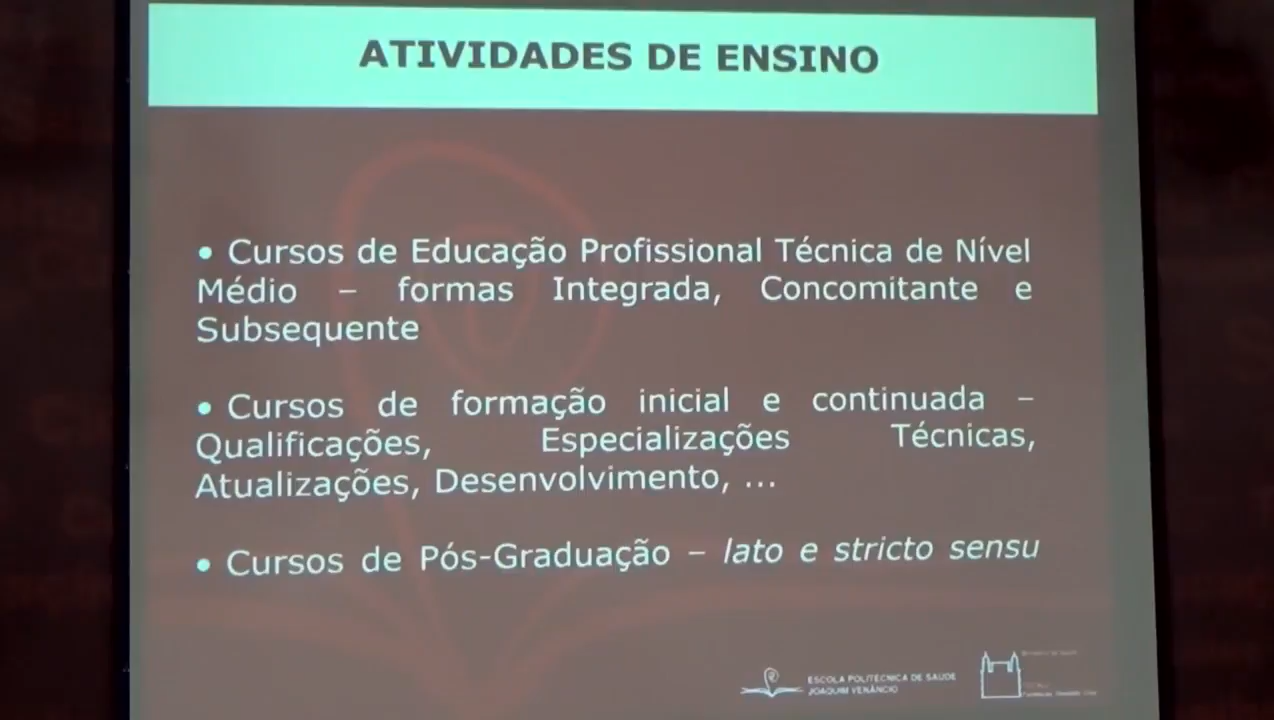 ATIVIDADES DE ENSINO
• Cursos de Educação Profissional Técnica de Nível
Médio – formas Integrada, Concomitante e
Subsequente
• Cursos de formação inicial e continuada –
Qualificações, Especializações Técnicas,
Atualizações, Desenvolvimento, ...
• Cursos de Pós-Graduação – lato e stricto sensu
ESCOLA POLITÉCNICA DE SAÚDE
JOAQUIM VENÂNCIO